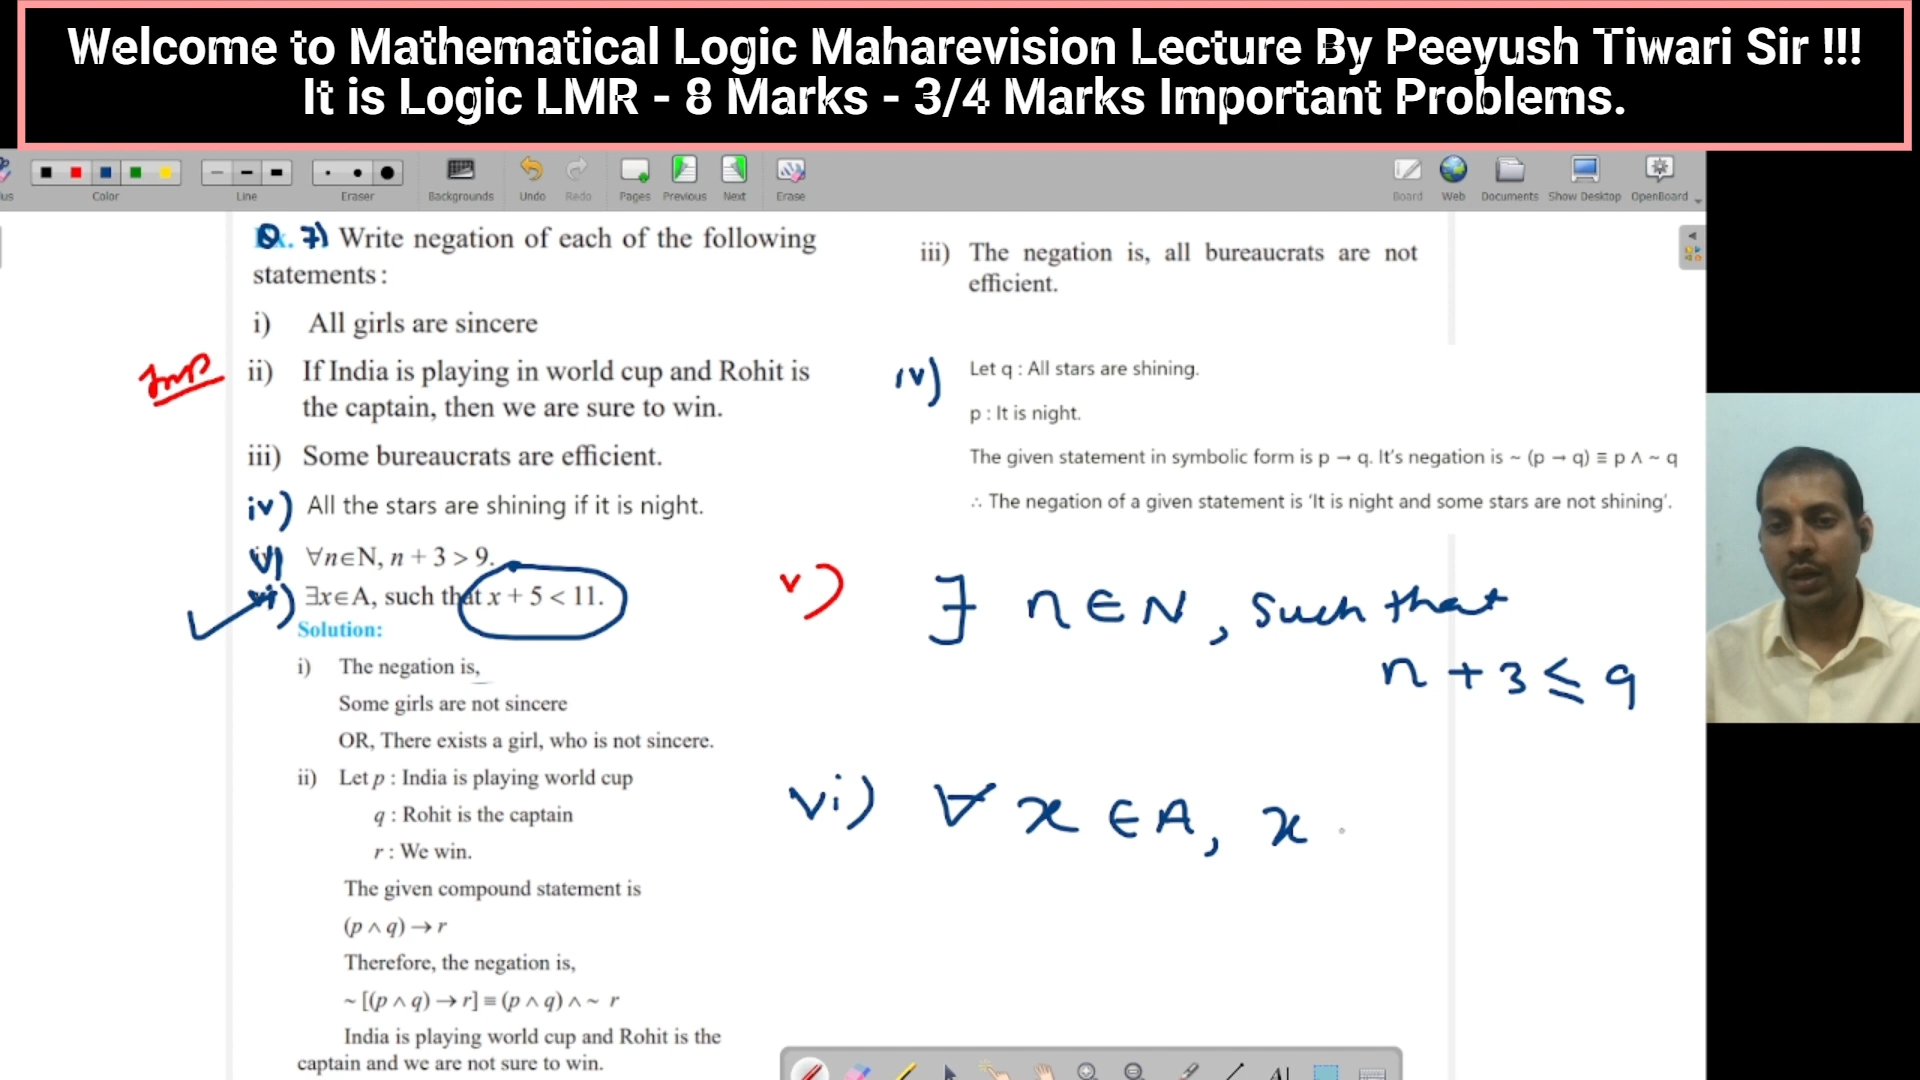 Welcome to Mathematical Logic Maharevision Lecture By Peeyush Tiwari Sir !!!
It is Logic LMR - 8 Marks - 3/4 Marks Important Problems.
Color
Line
Eraser
Backgrounds
Undo
Redo
Pages
Previous
Next
Erase
Board
Web
Documents
Show Desktop
OpenBoard
Q. 7) Write negation of each of the following
statements :
i) All girls are sincere
Imp
ii) If India is playing in world cup and Rohit is
the captain, then we are sure to win.
iii) Some bureaucrats are efficient.
iv) All the stars are shining if it is night.
v) ∀n∈N, n + 3 > 9.
vi) ∃x∈A, such that x + 5 < 11.
Solution:
i) The negation is,
Some girls are not sincere
OR, There exists a girl, who is not sincere.
ii) Let p : India is playing world cup
q : Rohit is the captain
r : We win.
The given compound statement is
(p ∧ q) → r
Therefore, the negation is,
~ [(p ∧ q) → r] ≡ (p ∧ q) ∧ ~ r
India is playing world cup and Rohit is the
captain and we are not sure to win.
iii) The negation is, all bureaucrats are not
efficient.
iv) Let q : All stars are shining.
p : It is night.
The given statement in symbolic form is p → q. It's negation is ~ (p → q) ≡ p ∧ ~ q
∴ The negation of a given statement is 'It is night and some stars are not shining'.
v) ∃ n ∈ N, such that
n + 3 ≤ 9
vi) ∀ x ∈ A, x